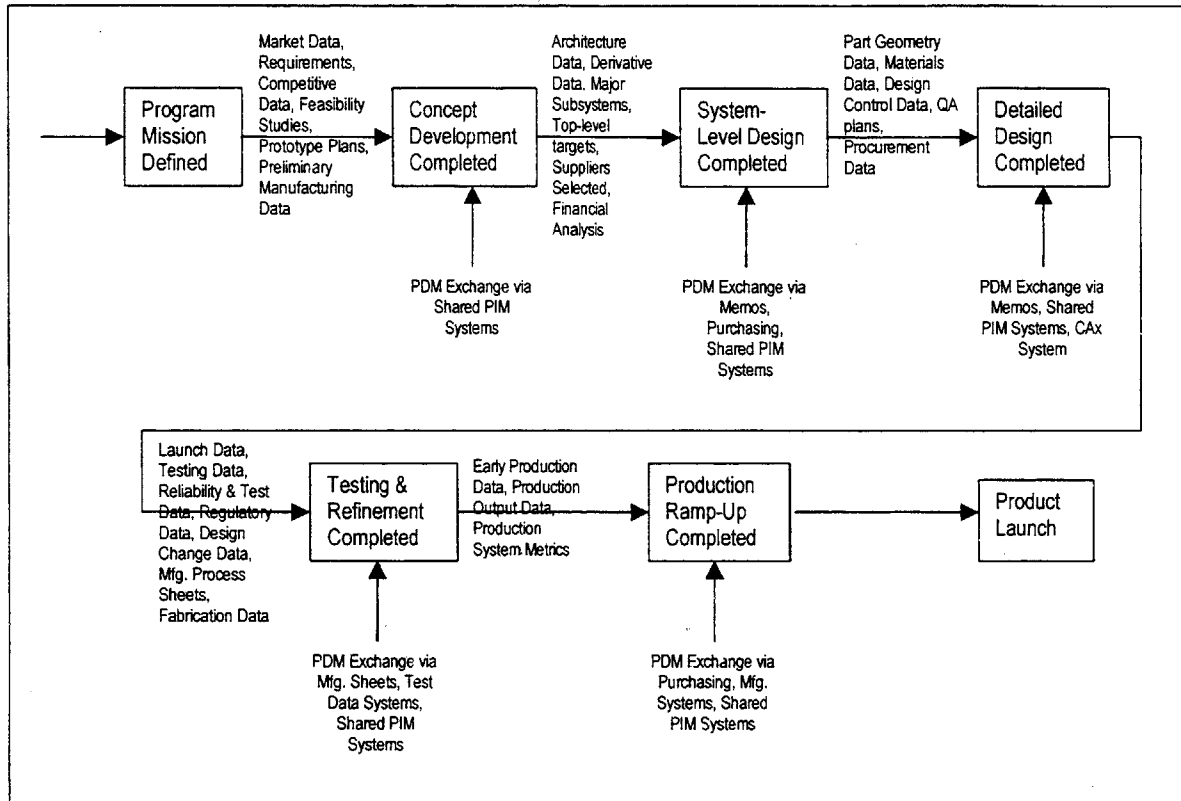 Program
Mission
Defined
Market Data,
Requirements,
Competitive
Data, Feasibility
Studies,
Prototype Plans,
Preliminary
Manufacturing
Data
Concept
Development
Completed
PDM Exchange via
Shared PIM
Systems
Architecture
Data, Derivative
Data. Major
Subsystems,
Top-level
targets,
Suppliers
Selected,
Financial
Analysis
System-
Level Design
Completed
PDM Exchange via
Memos,
Purchasing,
Shared PIM
Systems
Part Geometry
Data, Materials
Data, Design
Control Data, QA
plans,
Procurement
Data
Detailed
Design
Completed
PDM Exchange via
Memos, Shared
PIM Systems, CAx
System
Launch Data,
Testing Data,
Reliability & Test
Data, Regulatory
Data, Design
Change Data,
Mfg. Process
Sheets,
Fabrication Data
Testing &
Refinement
Completed
PDM Exchange via
Mfg. Sheets, Test
Data Systems,
Shared PIM
Systems
Early Production
Data, Production
Output Data,
Production
System Metrics
Production
Ramp-Up
Completed
PDM Exchange via
Purchasing, Mfg.
Systems, Shared
PIM Systems
Product
Launch